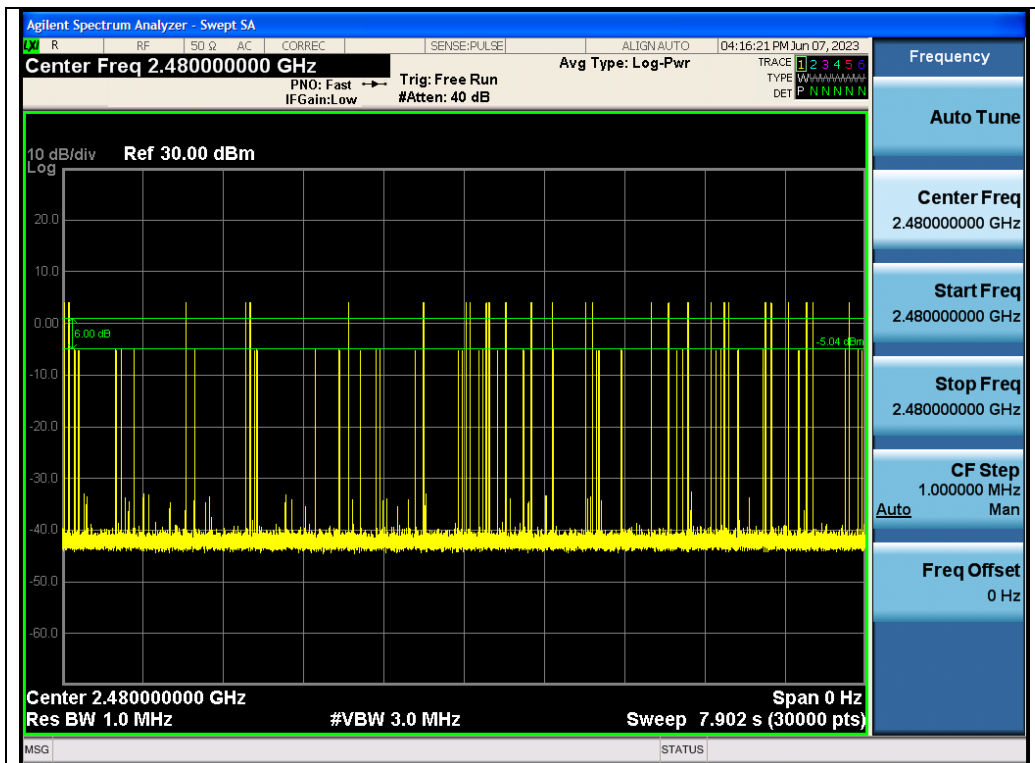 Agilent Spectrum Analyzer - Swept SA
LXI R RF 50 Ω AC CORREC SENSE:PULSE ALIGN AUTO 04:16:21 PM Jun 07, 2023
Center Freq 2.480000000 GHz
PNO: Fast
IFGain:Low
Trig: Free Run
#Atten: 40 dB
Avg Type: Log-Pwr
TRACE 1 2 3 4 5 6
TYPE
DET P N N N N N
10 dB/div Ref 30.00 dBm
Log
20.0
10.0
0.00
6.00 dB
-5.04 dBm
-10.0
-20.0
-30.0
-40.0
-50.0
-60.0
Center 2.480000000 GHz Span 0 Hz
Res BW 1.0 MHz #VBW 3.0 MHz Sweep 7.902 s (30000 pts)
MSG STATUS
Frequency
Auto Tune
Center Freq
2.480000000 GHz
Start Freq
2.480000000 GHz
Stop Freq
2.480000000 GHz
CF Step
1.000000 MHz
Auto Man
Freq Offset
0 Hz